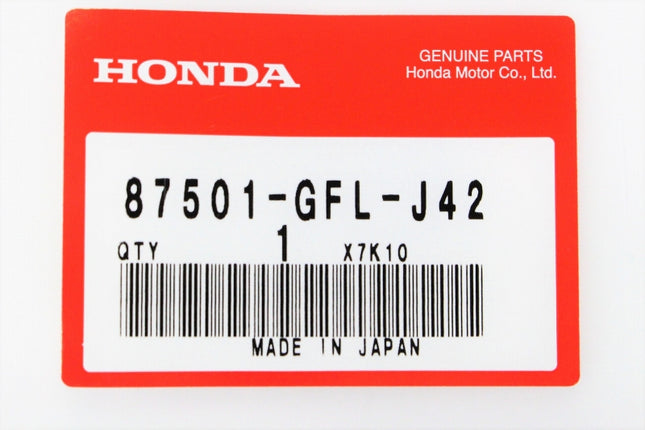 HONDA
GENUINE PARTS
Honda Motor Co., Ltd.
87501-GFL-J42
QTY 1 X7K10
MADE IN JAPAN